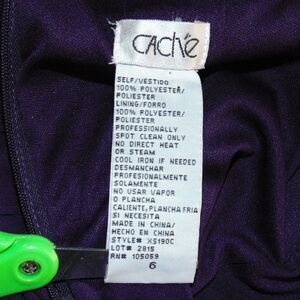 CACHÉ
SELF/VESTIDO
100% POLYESTER/
POLIESTER
LINING/FORRO
100% POLYESTER/
POLIESTER
PROFESSIONALLY
SPOT CLEAN ONLY
NO DIRECT HEAT
OR STEAM
COOL IRON IF NEEDED
DESMANCHAR
PROFESIONALMENTE
SOLAMENTE
NO USAR VAPOR
O PLANCHA
CALIENTE, PLANCHA FRIA
SI NECESITA
MADE IN CHINA/
HECHO EN CHINA
STYLE# XS190C
LOT# 2815
RN# 105059
6